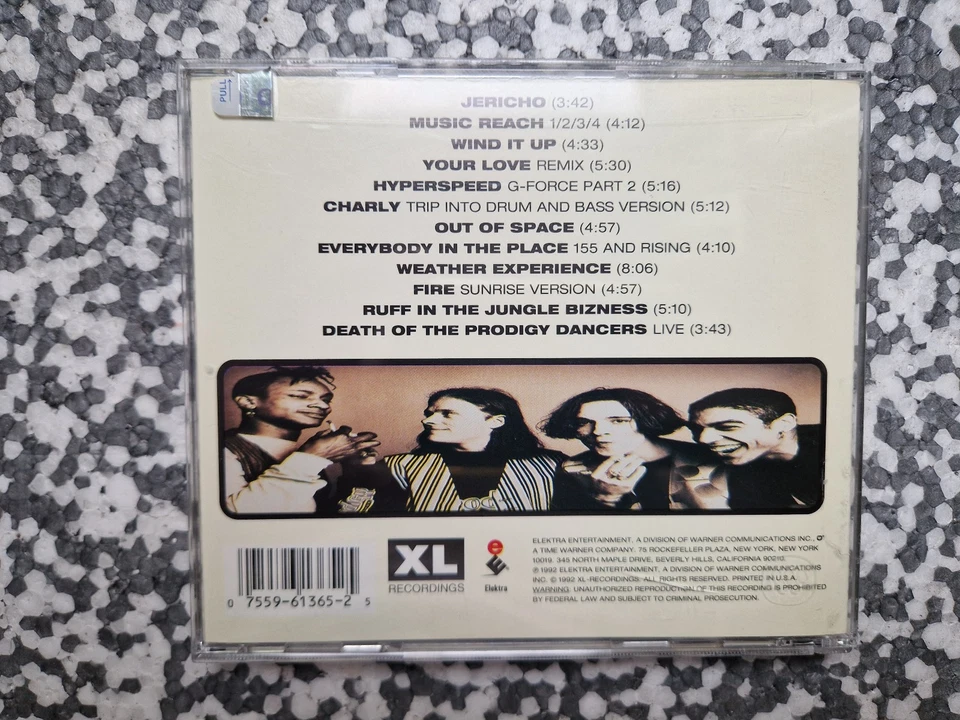 PULL
JERICHO (3:42)
MUSIC REACH 1/2/3/4 (4:12)
WIND IT UP (4:33)
YOUR LOVE REMIX (5:30)
HYPERSPEED G-FORCE PART 2 (5:16)
CHARLY TRIP INTO DRUM AND BASS VERSION (5:12)
OUT OF SPACE (4:57)
EVERYBODY IN THE PLACE 155 AND RISING (4:10)
WEATHER EXPERIENCE (8:06)
FIRE SUNRISE VERSION (4:57)
RUFF IN THE JUNGLE BIZNESS (5:10)
DEATH OF THE PRODIGY DANCERS LIVE (3:43)
0 7559-61365-2 5
XL
RECORDINGS
Elektra
ELEKTRA ENTERTAINMENT, A DIVISION OF WARNER COMMUNICATIONS INC.,
A TIME WARNER COMPANY. 75 ROCKEFELLER PLAZA, NEW YORK, NEW YORK
10019. 345 NORTH MAPLE DRIVE, BEVERLY HILLS, CALIFORNIA 90210.
℗1992 ELEKTRA ENTERTAINMENT, A DIVISION OF WARNER COMMUNICATIONS
INC. © 1992 XL-RECORDINGS. ALL RIGHTS RESERVED. PRINTED IN U.S.A.
WARNING: UNAUTHORIZED REPRODUCTION OF THIS RECORDING IS PROHIBITED
BY FEDERAL LAW AND SUBJECT TO CRIMINAL PROSECUTION.